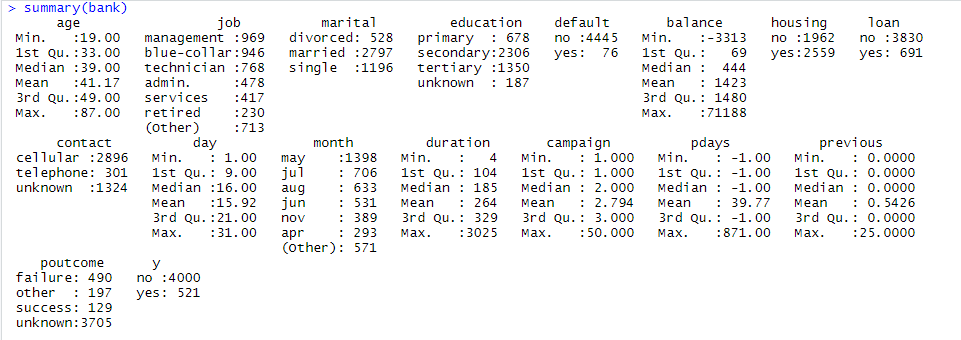 > summary(bank)
      age              job          marital         education    default       balance      housing     loan
 Min.   :19.00   management :969   divorced: 528   primary  : 678   no :4445   Min.   :-3313   no :1962   no :3830
 1st Qu.:33.00   blue-collar:946   married :2797   secondary:2306   yes:  76   1st Qu.:   69   yes:2559   yes: 691
 Median :39.00   technician :768   single  :1196   tertiary :1350              Median :  444
 Mean   :41.17   admin.     :478                   unknown  : 187              Mean   : 1423
 3rd Qu.:49.00   services   :417                                               3rd Qu.: 1480
 Max.   :87.00   retired    :230                                               Max.   :71188
                 (Other)    :713
      contact          day            month         duration       campaign          pdays           previous
 cellular :2896   Min.   : 1.00   may    :1398   Min.   :   4   Min.   : 1.000   Min.   : -1.00   Min.   : 0.0000
 telephone: 301   1st Qu.: 9.00   jul    : 706   1st Qu.: 104   1st Qu.: 1.000   1st Qu.: -1.00   1st Qu.: 0.0000
 unknown  :1324   Median :16.00   aug    : 633   Median : 185   Median : 2.000   Median : -1.00   Median : 0.0000
                  Mean   :15.92   jun    : 531   Mean   : 264   Mean   : 2.794   Mean   : 39.77   Mean   : 0.5426
                  3rd Qu.:21.00   nov    : 389   3rd Qu.: 329   3rd Qu.: 3.000   3rd Qu.: -1.00   3rd Qu.: 0.0000
                  Max.   :31.00   apr    : 293   Max.   :3025   Max.   :50.000   Max.   :871.00   Max.   :25.0000
                                  (Other): 571
    poutcome      y
 failure: 490   no :4000
 other  : 197   yes: 521
 success: 129
 unknown:3705